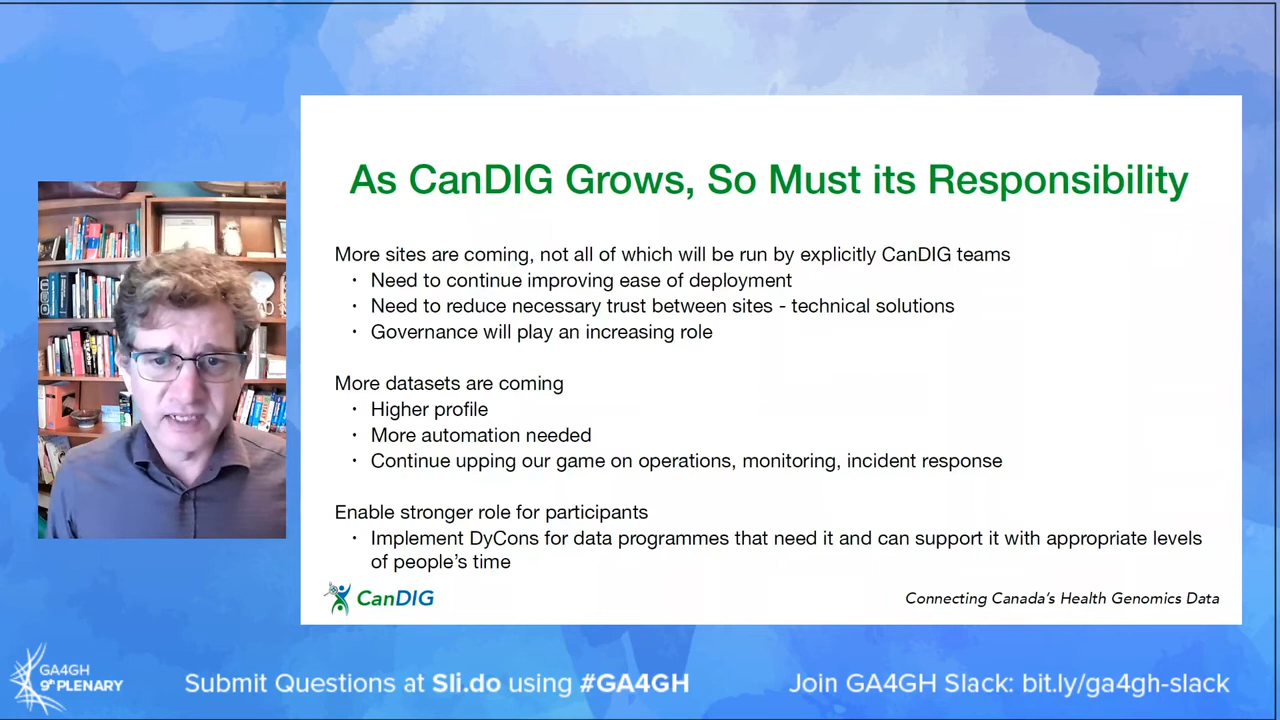 As CanDIG Grows, So Must its Responsibility
More sites are coming, not all of which will be run by explicitly CanDIG teams
· Need to continue improving ease of deployment
· Need to reduce necessary trust between sites - technical solutions
· Governance will play an increasing role
More datasets are coming
· Higher profile
· More automation needed
· Continue upping our game on operations, monitoring, incident response
Enable stronger role for participants
· Implement DyCons for data programmes that need it and can support it with appropriate levels
of people's time
CanDIG
Connecting Canada's Health Genomics Data
GA4GH
9th PLENARY
Submit Questions at Sli.do using #GA4GH
Join GA4GH Slack: bit.ly/ga4gh-slack